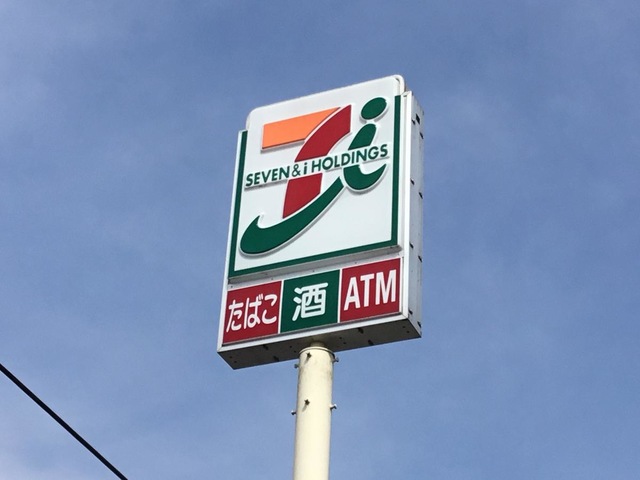 SEVEN & i HOLDINGS
たばこ 酒 ATM